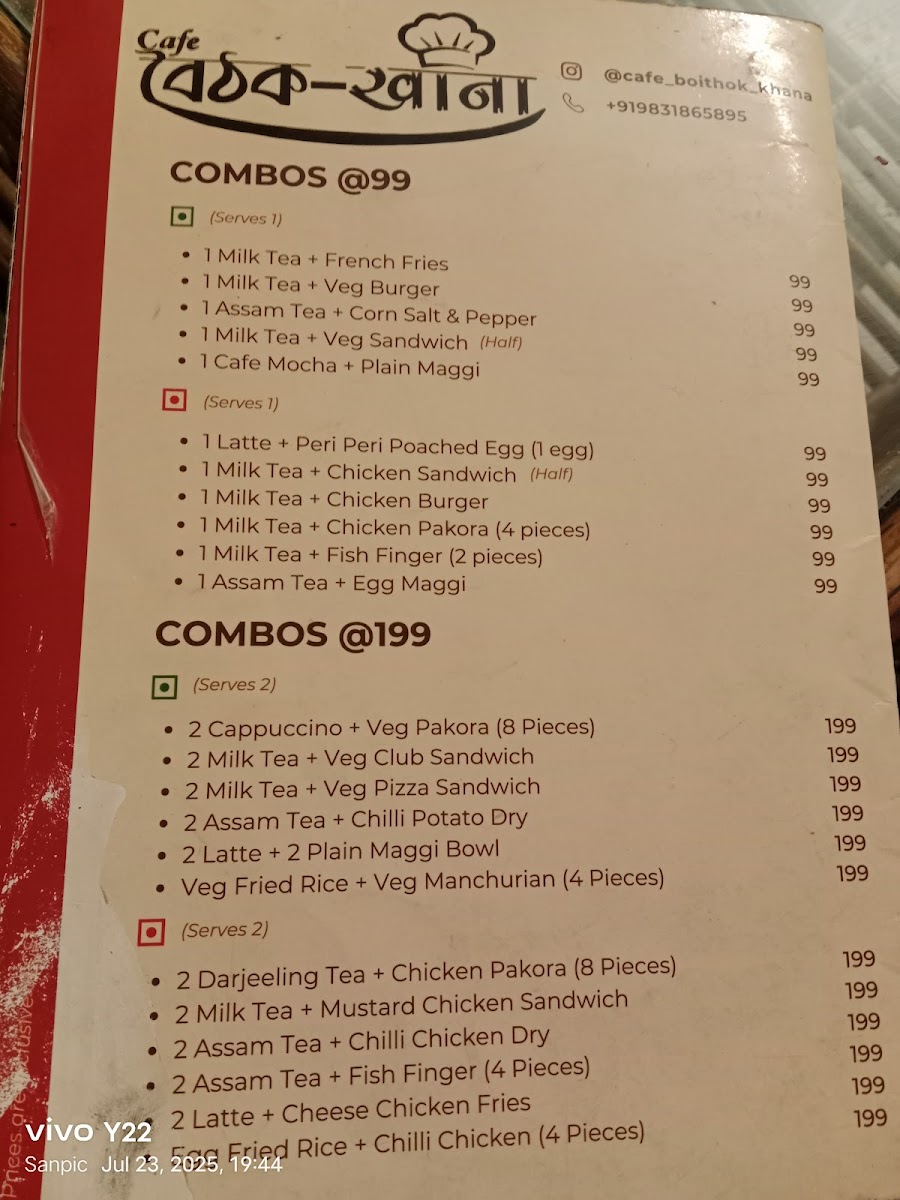 Cafe
বৈঠক-খানা
@cafe_boithok_khana
+919831865895
COMBOS @99
(Serves 1)
• 1 Milk Tea + French Fries 99
• 1 Milk Tea + Veg Burger 99
• 1 Assam Tea + Corn Salt & Pepper 99
• 1 Milk Tea + Veg Sandwich (Half) 99
• 1 Cafe Mocha + Plain Maggi 99
(Serves 1)
• 1 Latte + Peri Peri Poached Egg (1 egg) 99
• 1 Milk Tea + Chicken Sandwich (Half) 99
• 1 Milk Tea + Chicken Burger 99
• 1 Milk Tea + Chicken Pakora (4 pieces) 99
• 1 Milk Tea + Fish Finger (2 pieces) 99
• 1 Assam Tea + Egg Maggi 99
COMBOS @199
(Serves 2)
• 2 Cappuccino + Veg Pakora (8 Pieces) 199
• 2 Milk Tea + Veg Club Sandwich 199
• 2 Milk Tea + Veg Pizza Sandwich 199
• 2 Assam Tea + Chilli Potato Dry 199
• 2 Latte + 2 Plain Maggi Bowl 199
• Veg Fried Rice + Veg Manchurian (4 Pieces) 199
(Serves 2)
• 2 Darjeeling Tea + Chicken Pakora (8 Pieces) 199
• 2 Milk Tea + Mustard Chicken Sandwich 199
• 2 Assam Tea + Chilli Chicken Dry 199
• 2 Assam Tea + Fish Finger (4 Pieces) 199
• 2 Latte + Cheese Chicken Fries 199
• Egg Fried Rice + Chilli Chicken (4 Pieces) 199
Prices are
vivo Y22
Sanpic Jul 23, 2025, 19:44